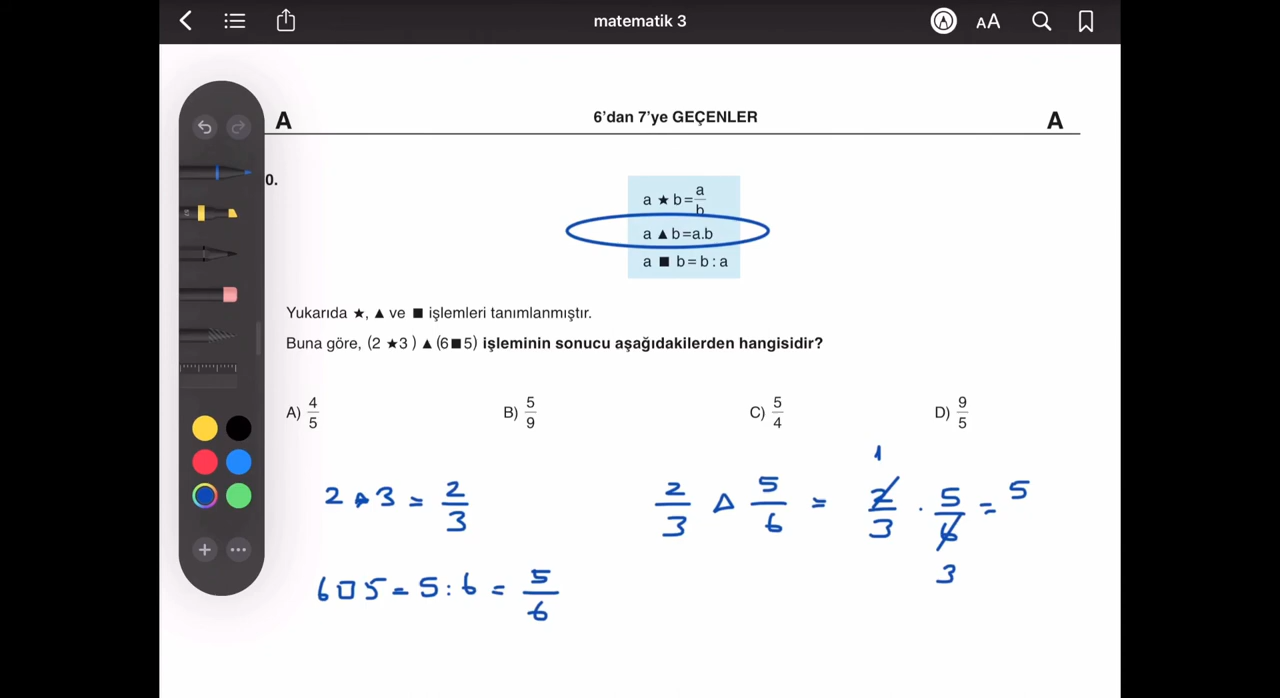 matematik 3
AA
A 6'dan 7'ye GEÇENLER A
0.
a ★ b = a/b
a ▲ b=a.b
a ■ b = b : a
Yukarıda ★, ▲ ve ■ işlemleri tanımlanmıştır.
Buna göre, (2 ★3 ) ▲ (6■5) işleminin sonucu aşağıdakilerden hangisidir?
A) 4/5 B) 5/9 C) 5/4 D) 9/5
2 ★ 3 = 2/3
2/3 △ 5/6 = 2/3 . 5/6 = 5
1
3
6 □ 5 = 5 : 6 = 5/6